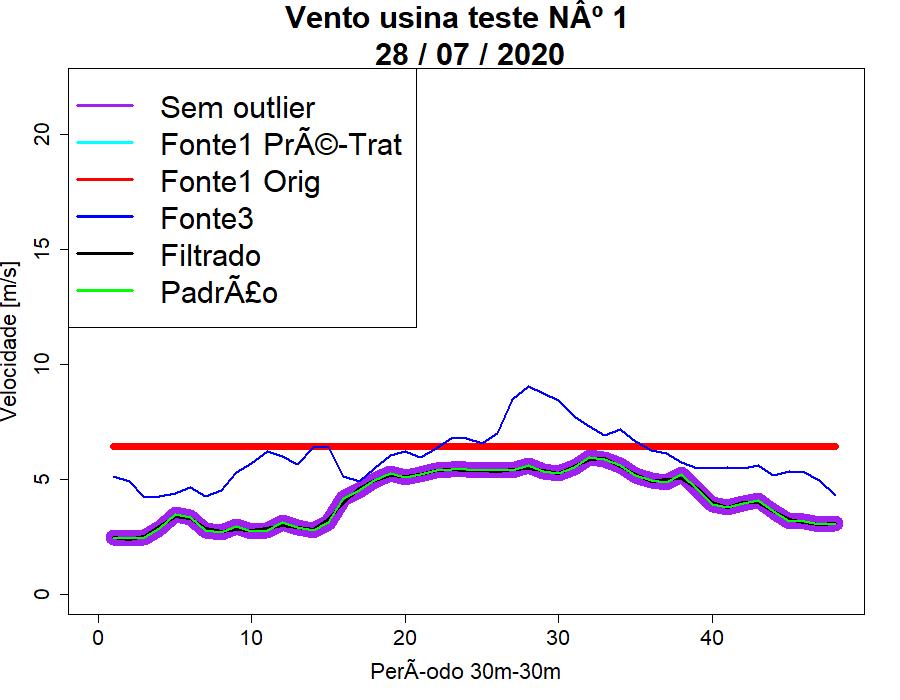 Vento usina teste NÂº 1
28 / 07 / 2020
Sem outlier
Fonte1 PrÃ©-Trat
Fonte1 Orig
Fonte3
Filtrado
PadrÃ£o
Velocidade [m/s]
20
15
10
5
0
0 10 20 30 40
PerÃ-odo 30m-30m